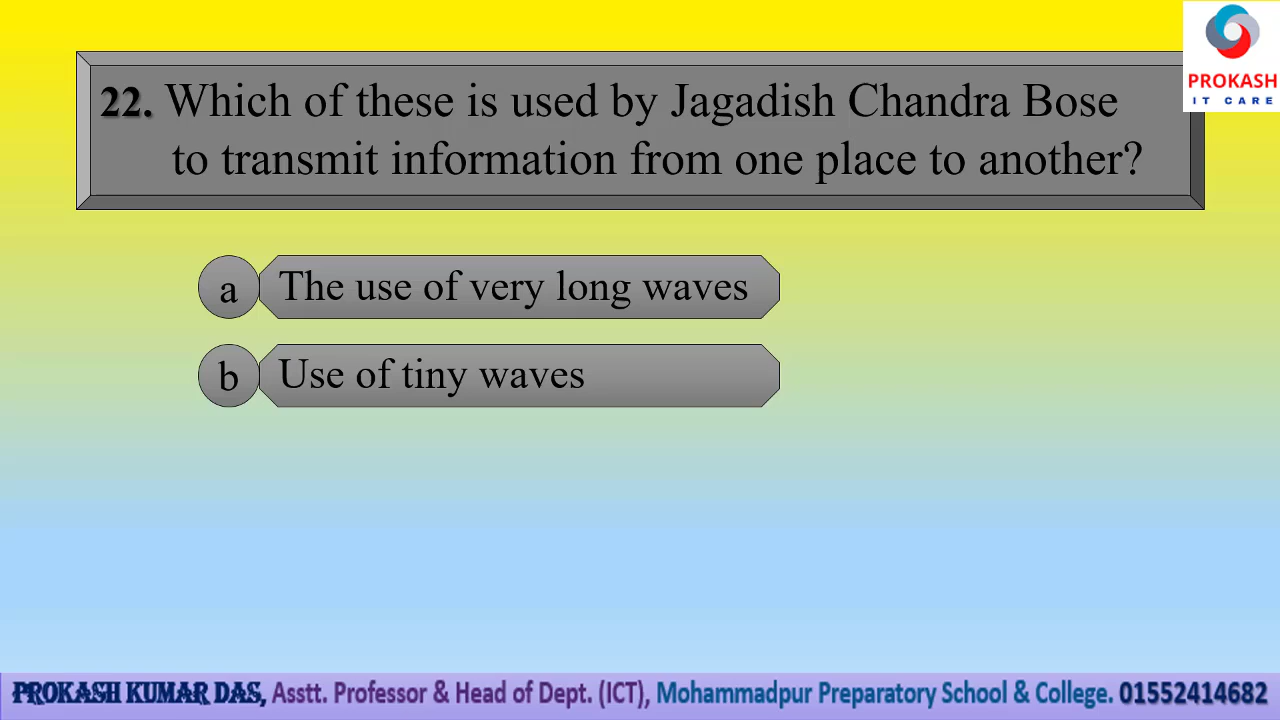 PROKASH
IT CARE
22. Which of these is used by Jagadish Chandra Bose
to transmit information from one place to another?
a The use of very long waves
b Use of tiny waves
PROKASH KUMAR DAS, Asstt. Professor & Head of Dept. (ICT), Mohammadpur Preparatory School & College. 01552414682